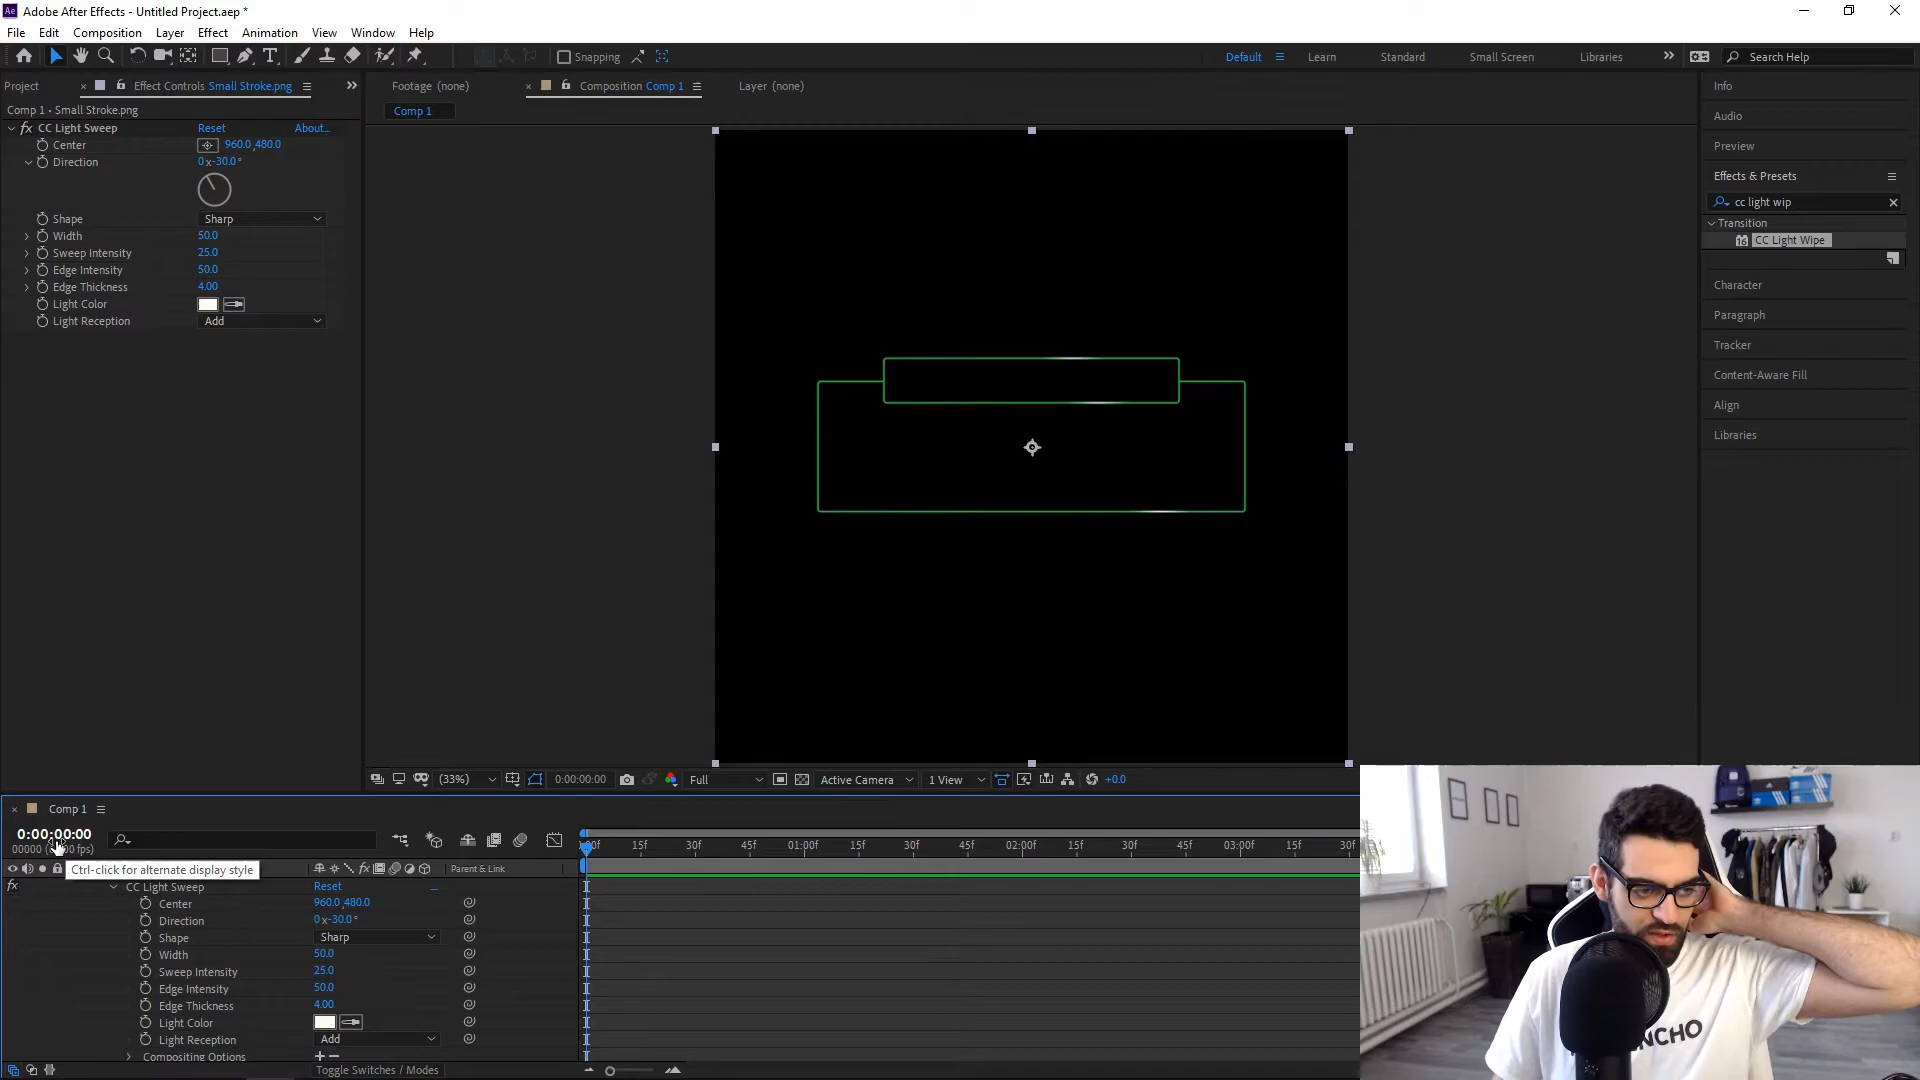 Adobe After Effects - Untitled Project.aep *
File Edit Composition Layer Effect Animation View Window Help
Snapping
Default Learn Standard Small Screen Libraries Search Help
Project Effect Controls Small Stroke.png
Footage (none) Composition Comp 1 Layer (none)
Comp 1 • Small Stroke.png
Comp 1
CC Light Sweep Reset About...
Center 960.0,480.0
Direction 0 x-30.0 °
Shape Sharp
Width 50.0
Sweep Intensity 25.0
Edge Intensity 50.0
Edge Thickness 4.00
Light Color
Light Reception Add
Info
Audio
Preview
Effects & Presets
cc light wip
Transition
16 CC Light Wipe
Character
Paragraph
Tracker
Content-Aware Fill
Align
Libraries
(33%) 0:00:00:00 Full Active Camera 1 View +0.0
Comp 1
0:00:00:00
00000 fps)
Ctrl-click for alternate display style
Parent & Link
00f 15f 30f 45f 01:00f 15f 30f 45f 02:00f 15f 30f 45f 03:00f 15f 30f
CC Light Sweep Reset
Center 960.0,480.0
Direction 0 x-30.0 °
Shape Sharp
Width 50.0
Sweep Intensity 25.0
Edge Intensity 50.0
Edge Thickness 4.00
Light Color
Light Reception Add
Compositing Options + −
Toggle Switches / Modes